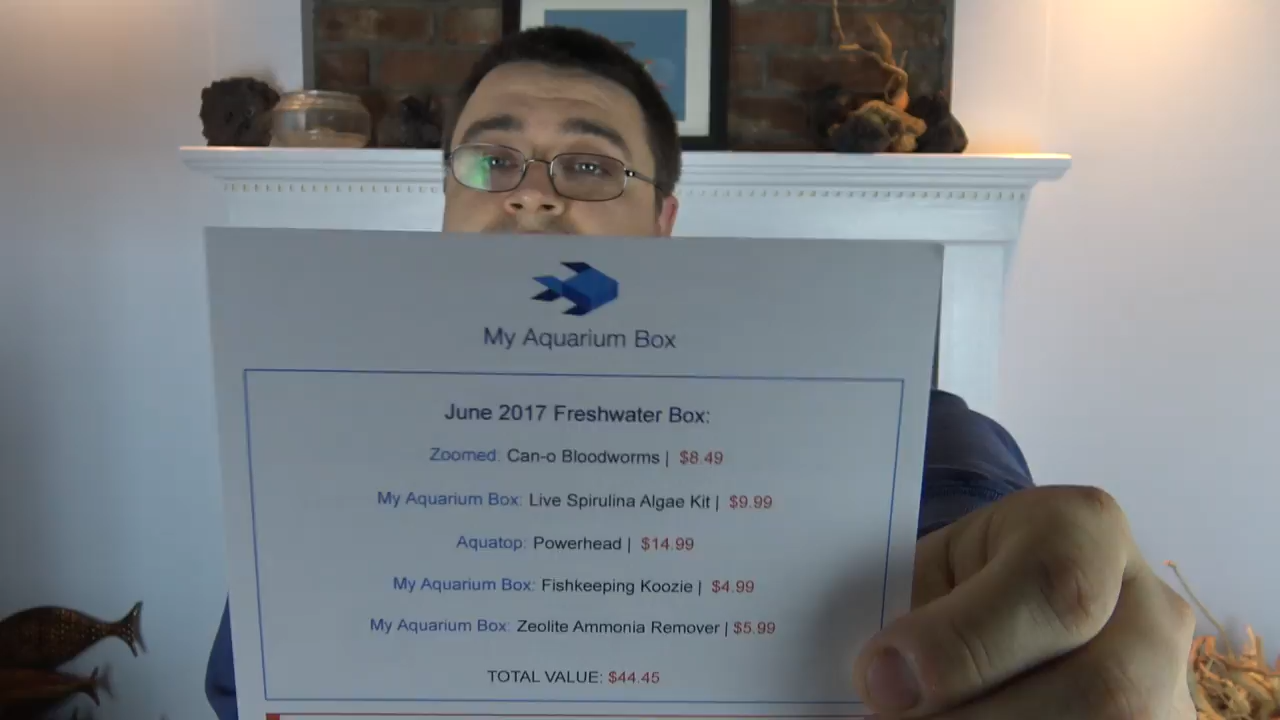 My Aquarium Box
June 2017 Freshwater Box:
Zoomed: Can-o Bloodworms | $8.49
My Aquarium Box: Live Spirulina Algae Kit | $9.99
Aquatop: Powerhead | $14.99
My Aquarium Box: Fishkeeping Koozie | $4.99
My Aquarium Box: Zeolite Ammonia Remover | $5.99
TOTAL VALUE: $44.45